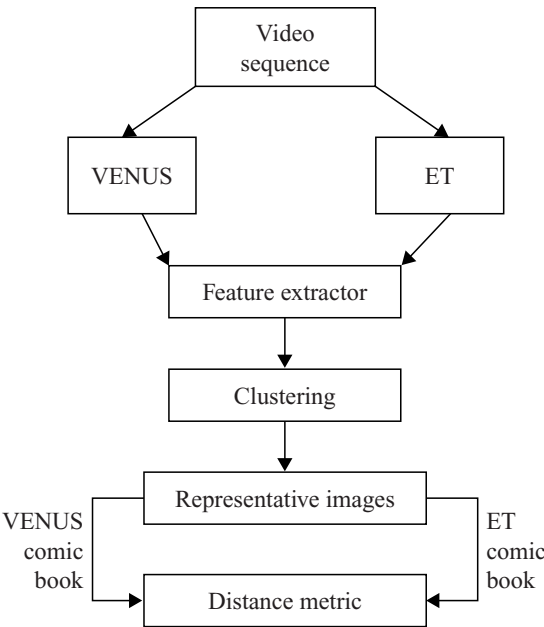 Video
sequence
VENUS
ET
Feature extractor
Clustering
Representative images
VENUS
comic
book
ET
comic
book
Distance metric